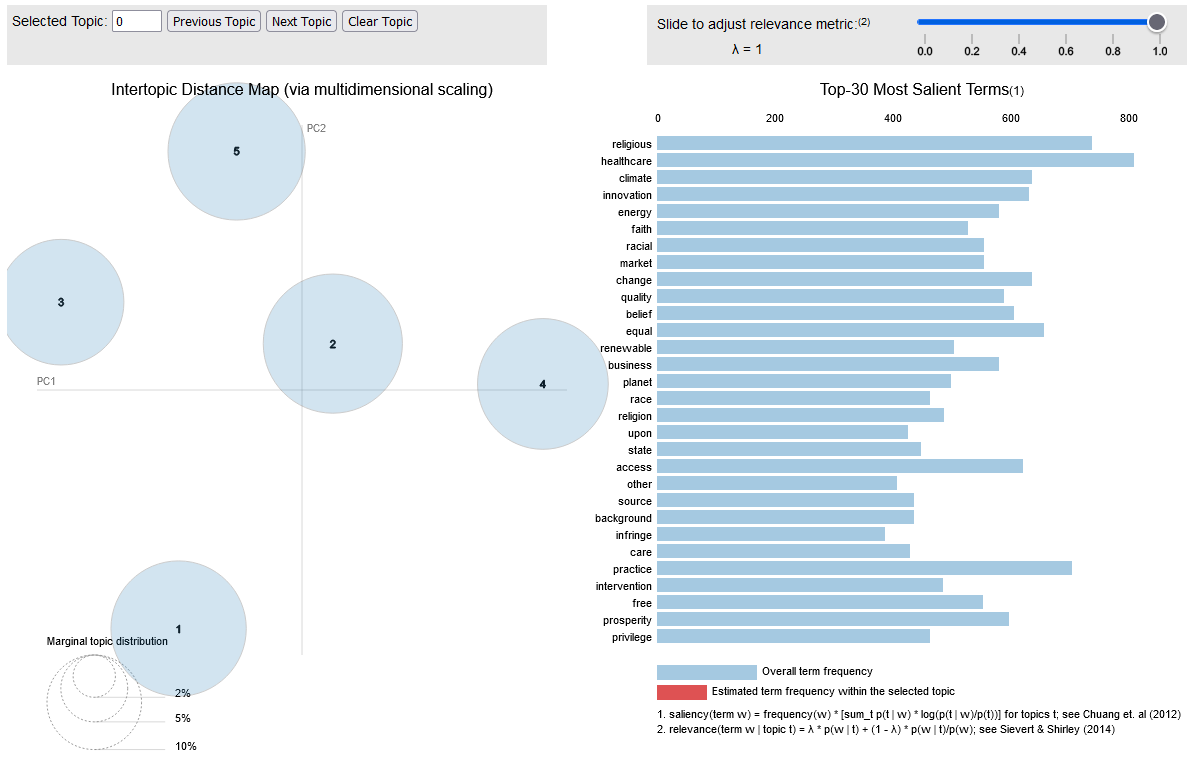 Selected Topic: 0 Previous Topic Next Topic Clear Topic
Slide to adjust relevance metric:(2)
λ = 1
0.0 0.2 0.4 0.6 0.8 1.0
Intertopic Distance Map (via multidimensional scaling)
PC2
5
3
2
PC1
4
1
Marginal topic distribution
2%
5%
10%
Top-30 Most Salient Terms(1)
0 200 400 600 800
religious
healthcare
climate
innovation
energy
faith
racial
market
change
quality
belief
equal
renewable
business
planet
race
religion
upon
state
access
other
source
background
infringe
care
practice
intervention
free
prosperity
privilege
Overall term frequency
Estimated term frequency within the selected topic
1. saliency(term w) = frequency(w) * [sum_t p(t | w) * log(p(t | w)/p(t))] for topics t; see Chuang et. al (2012)
2. relevance(term w | topic t) = λ * p(w | t) + (1 - λ) * p(w | t)/p(w); see Sievert & Shirley (2014)